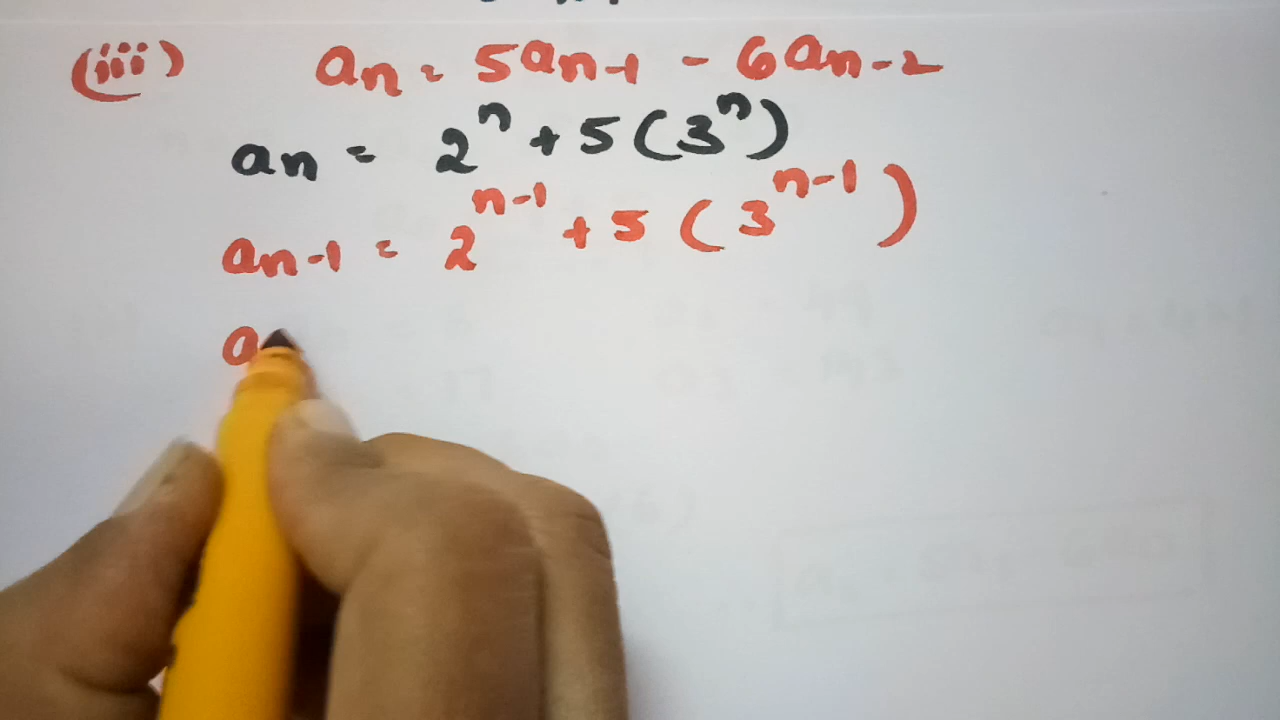 (iii) an = 5an-1 - 6an-2
an = 2^n + 5(3^n)
an-1 = 2^n-1 + 5(3^n-1)
a